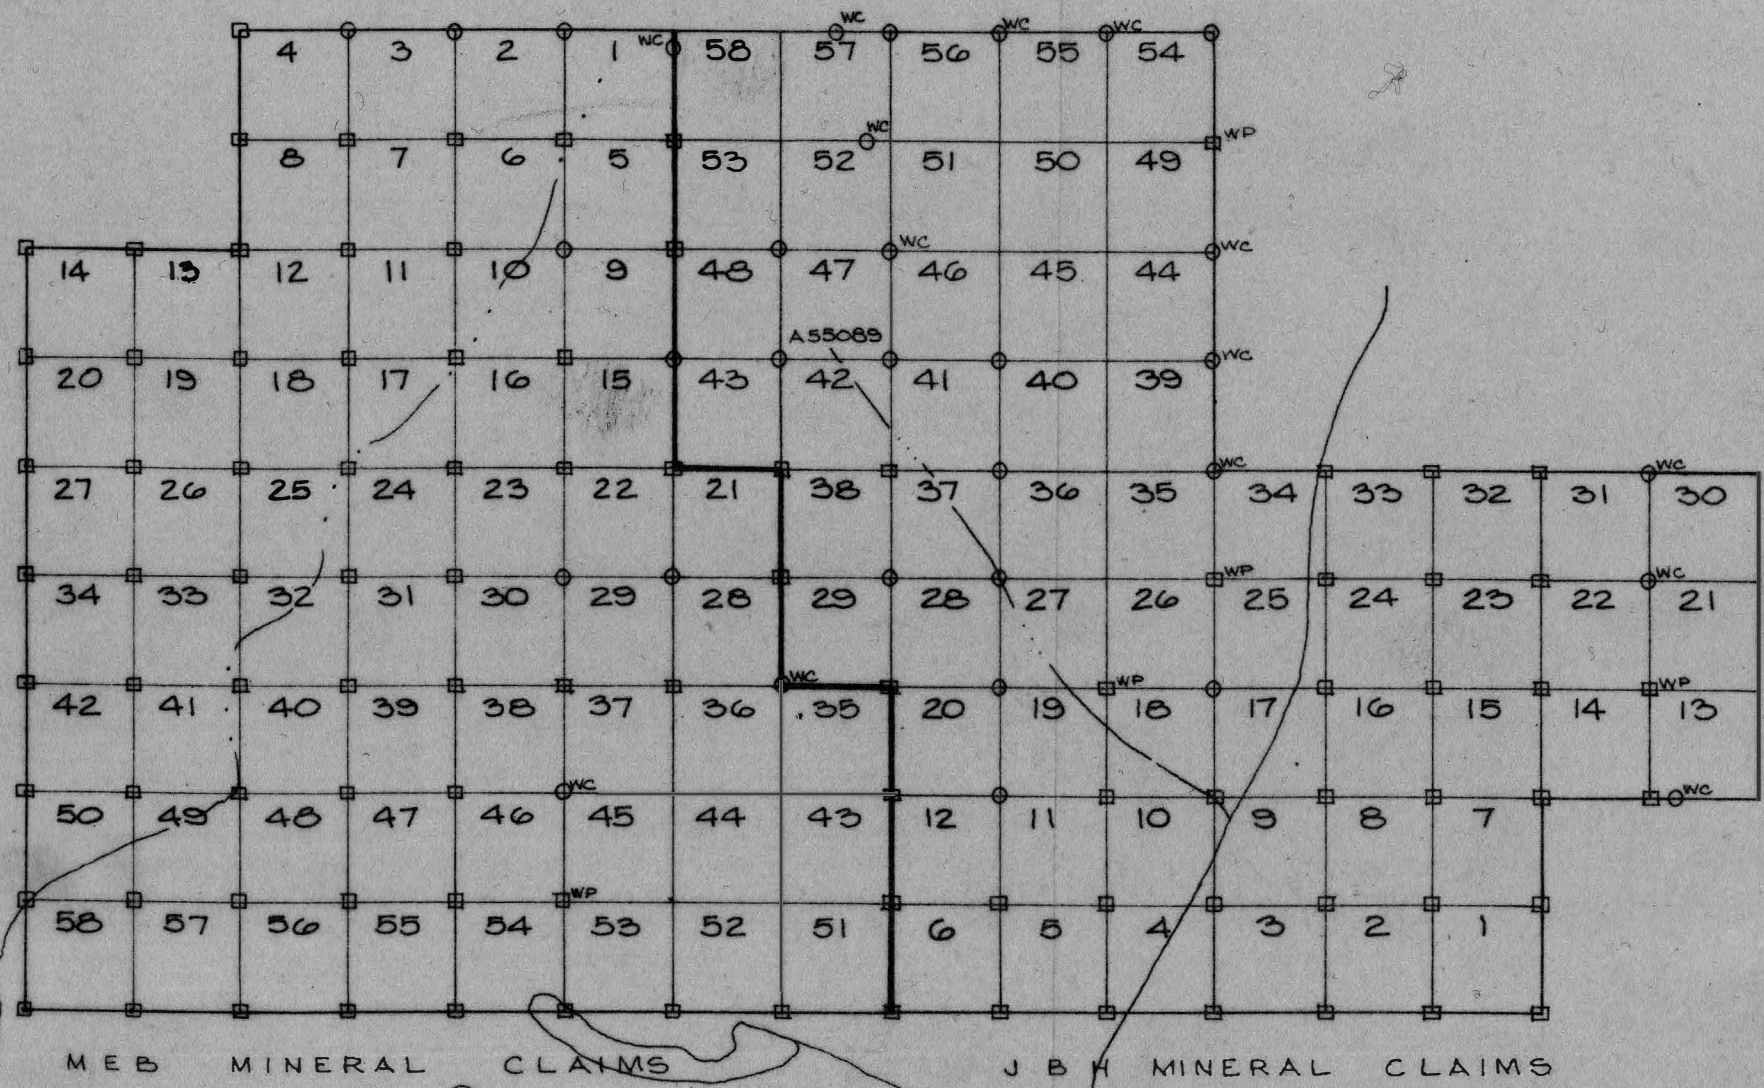 WC WC WC
4 3 2 1 WC 58 57 56 55 54
WC WP
8 7 6 5 53 52 51 50 49
WC WC
14 13 12 11 10 9 48 47 46 45 44
A55089 WC
20 19 18 17 16 15 43 42 41 40 39
WC WC
27 26 25 24 23 22 21 38 37 36 35 34 33 32 31 30
WP WC
34 33 32 31 30 29 28 29 28 27 26 25 24 23 22 21
WC WP WP
42 41 40 39 38 37 36 35 20 19 18 17 16 15 14 13
WC WC
50 49 48 47 46 45 44 43 12 11 10 9 8 7
WP
58 57 56 55 54 53 52 51 6 5 4 3 2 1
MEB MINERAL CLAIMS JBH MINERAL CLAIMS